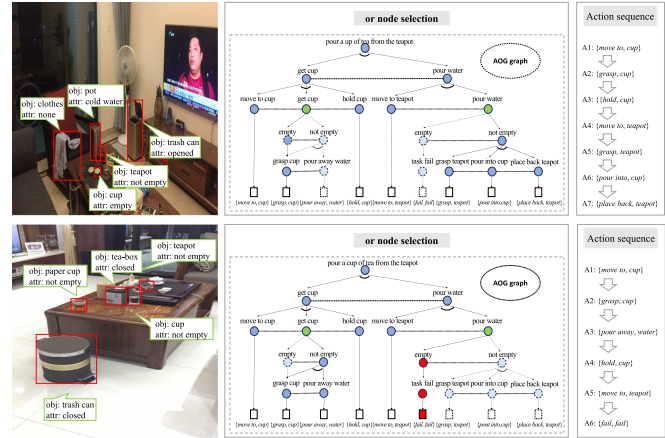 obj: pot
attr: cold water
obj: clothes
attr: none
obj: trash can
attr: opened
obj: teapot
attr: not empty
obj: cup
attr: empty
or node selection
pour a up of tea from the teapot
AOG graph
get cup
pour water
move to cup
get cup
hold cup
move to teapot
pour water
empty
not empty
empty
not empty
grasp cup
pour away water
task fail
grasp teapot
pour into cup
place back teapot
{move to, cup}
{grasp, cup}
{pour away, water}
{hold, cup}
{move to, teapot}
{fail, fail}
{grasp, teapot}
{pont into,cup}
{place back, teapot}
Action sequence
A1: {move to, cup}
A2: {grasp, cup}
A3: {{hold, cup}
A4: {move to, teapot}
A5: {grasp, teapot}
A6: {pour into, cup}
A7: {place back, teapot}
obj: teapot
attr: not empty
obj: tea-box
attr: closed
obj: paper cup
attr: not empty
obj: cup
attr: not empty
obj: trash can
attr: closed
or node selection
pour a cup of tea from the teapot
AOG graph
get cup
pour water
move to cup
get cup
hold cup
move to teapot
pour water
empty
not empty
empty
not empty
grasp cup
pour away water
task fail
grasp teapot
pour into cup
place back teapot
{move to, cup}
{grasp, cup}
{pour away, water}
{hold, cup}
{move to, teapot}
{fail, fail}
{grasp, teapot}
{pont into,cup}
{place back, teapot}
Action sequence
A1: {move to, cup}
A2: {grasp, cup}
A3: {pour away, water}
A4: {hold, cup}
A5: {move to, teapot}
A6: {fail, fail}